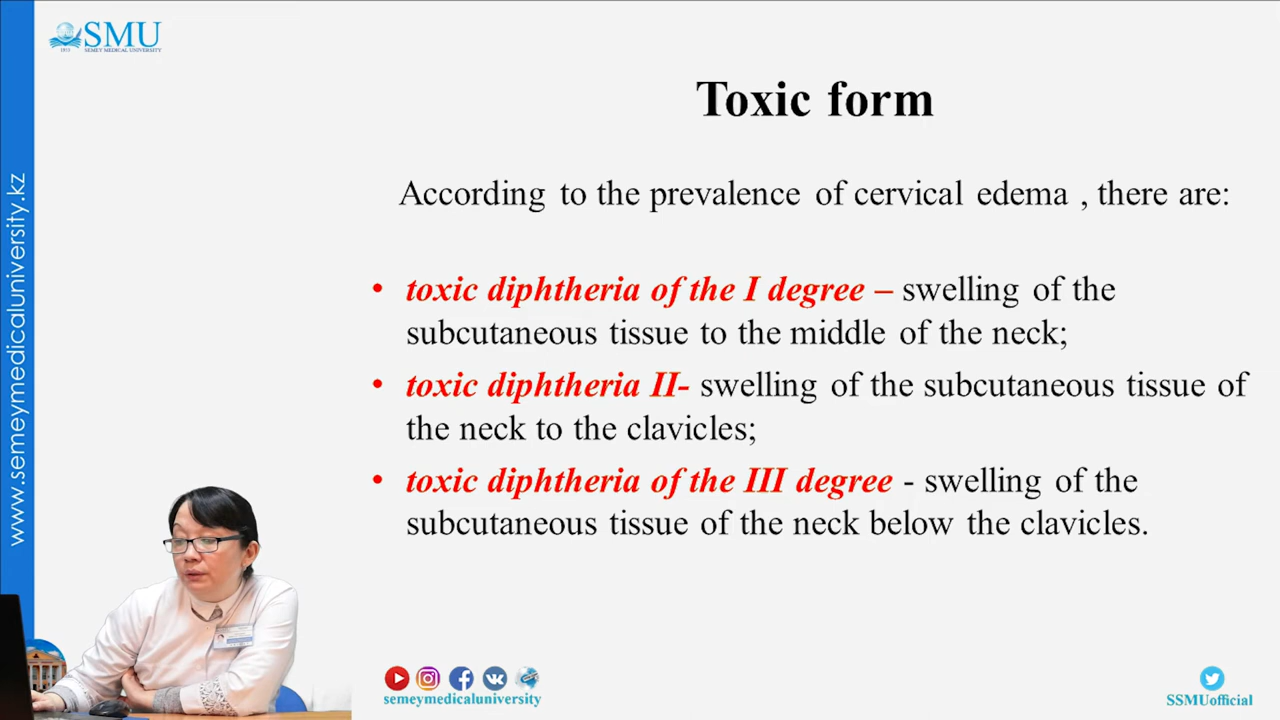 SMU
SEMEY MEDICAL UNIVERSITY
www.semeymedicaluniversity.kz
Toxic form
According to the prevalence of cervical edema , there are:
• toxic diphtheria of the I degree – swelling of the
subcutaneous tissue to the middle of the neck;
• toxic diphtheria II- swelling of the subcutaneous tissue of
the neck to the clavicles;
• toxic diphtheria of the III degree - swelling of the
subcutaneous tissue of the neck below the clavicles.
semeymedicaluniversity
SSMUofficial